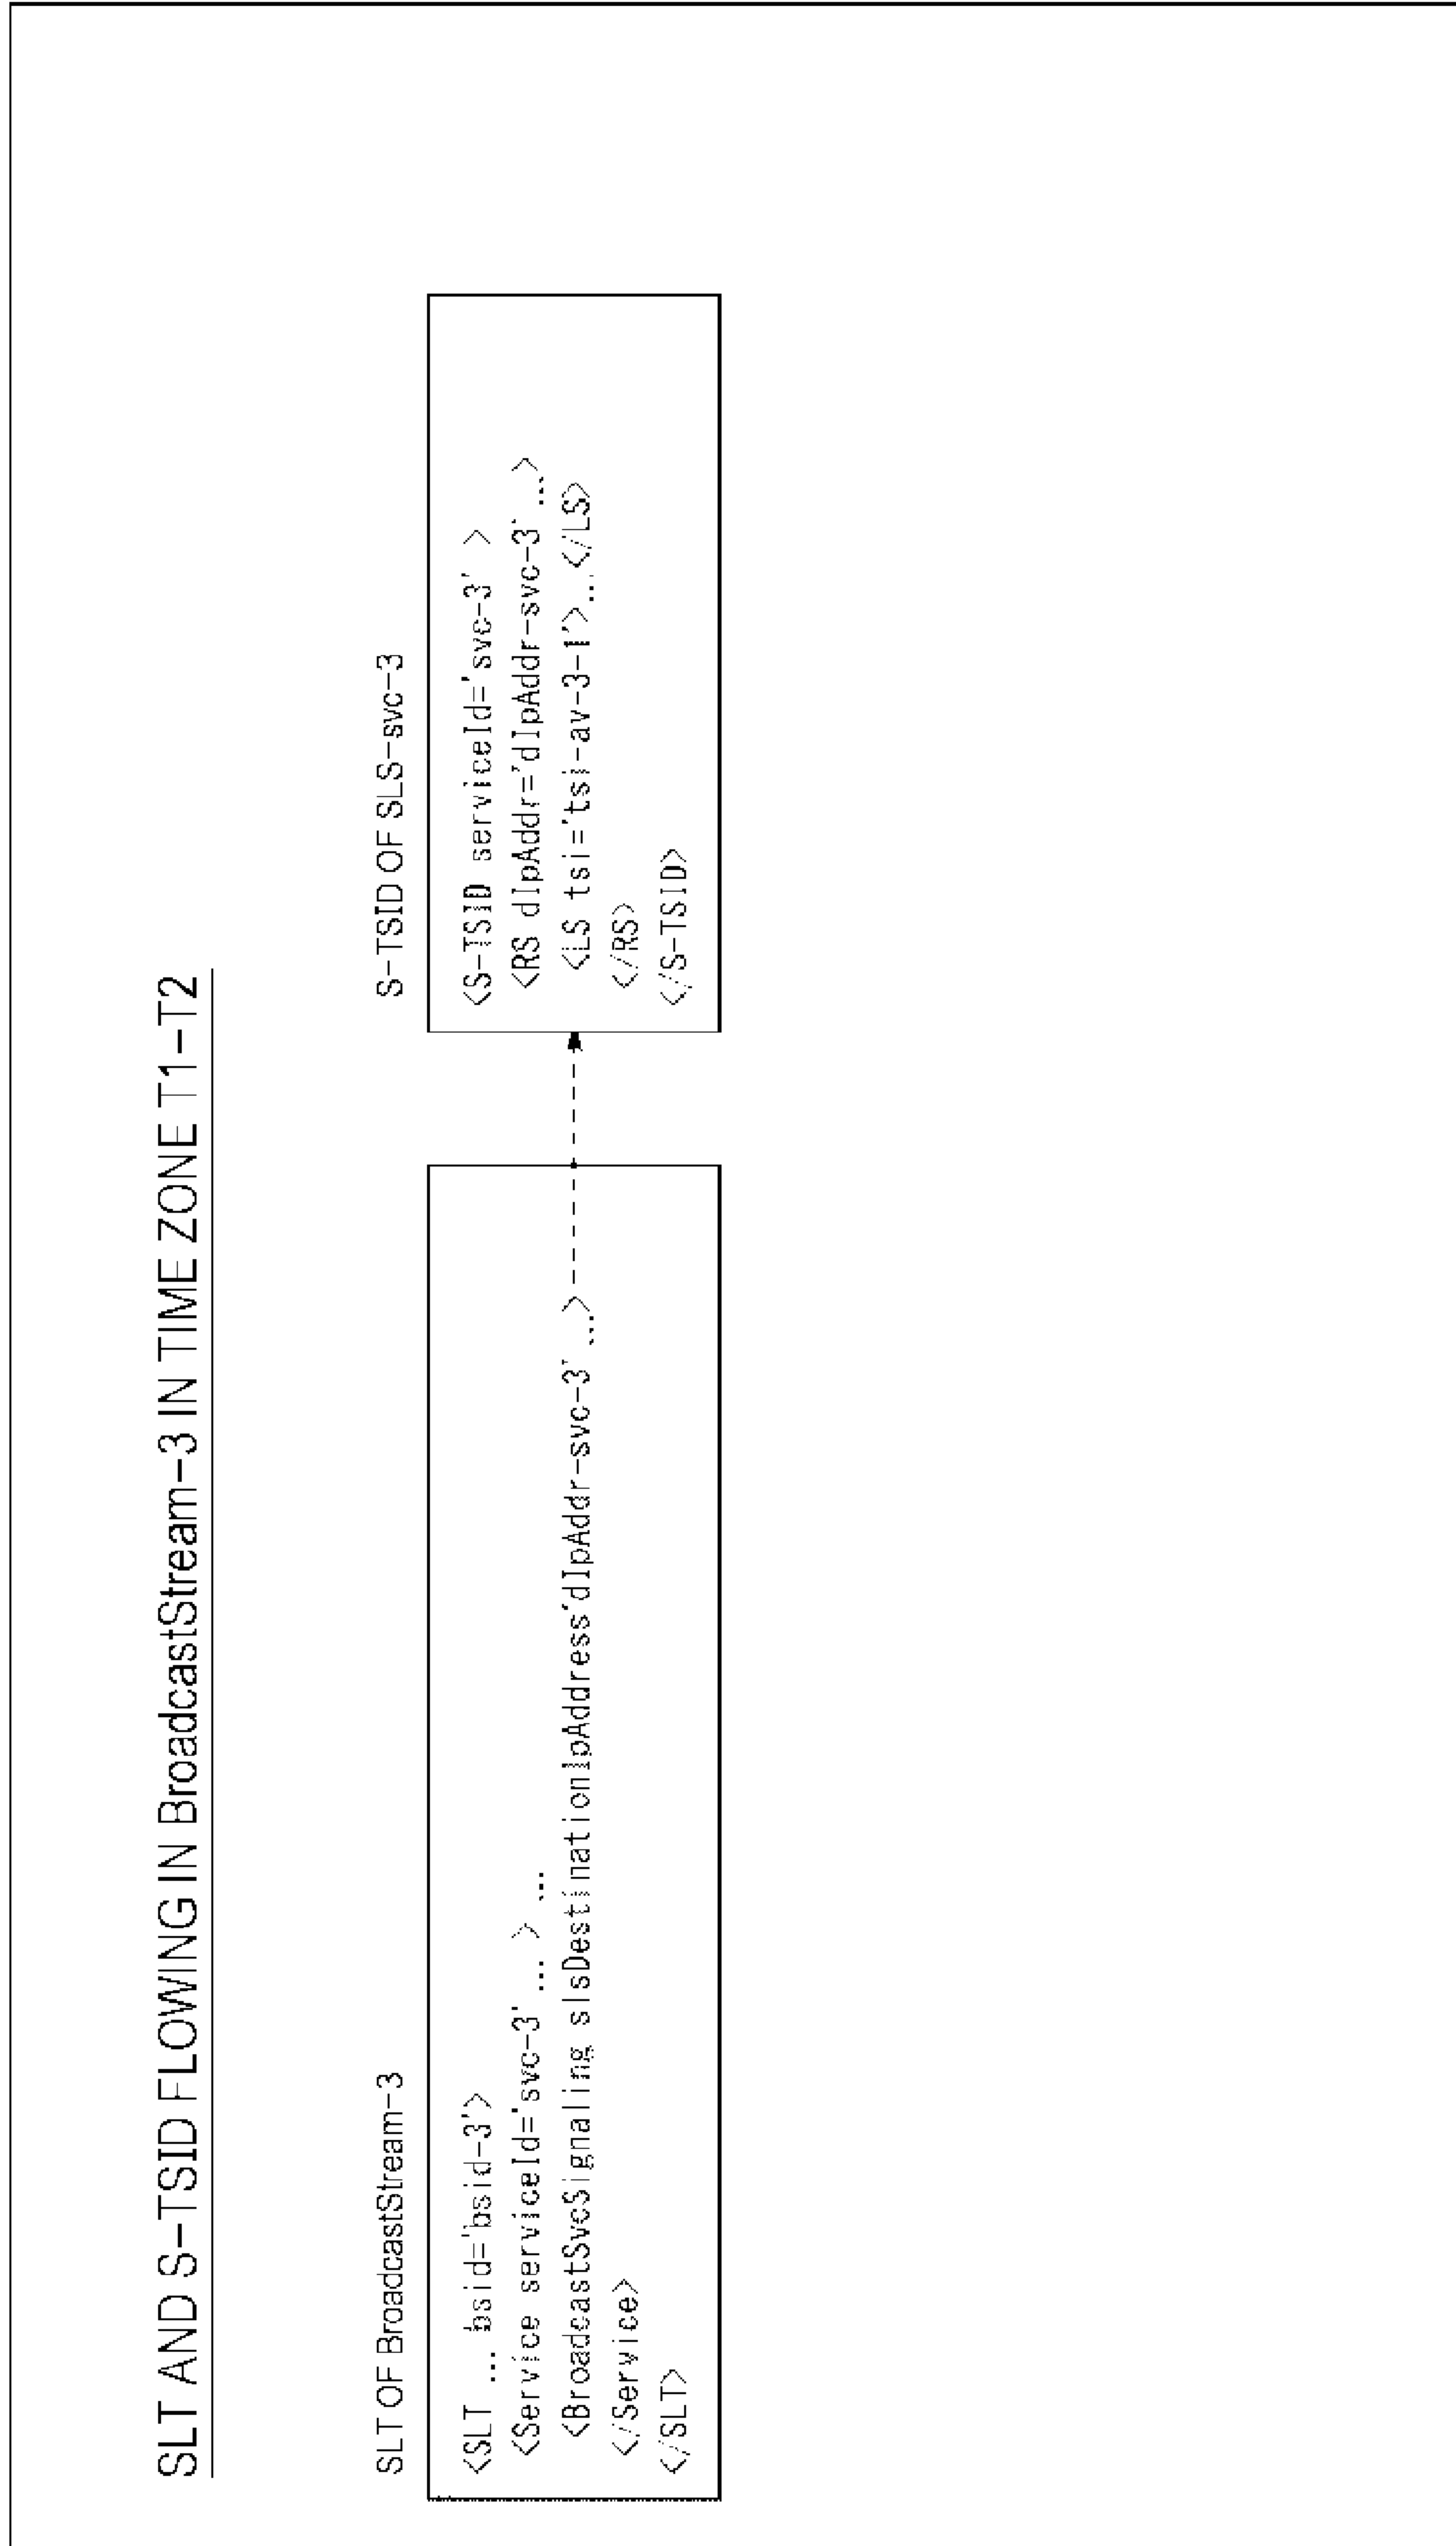 SLT AND S-TSID FLOWING IN BroadcastStream-3 IN TIME ZONE T1-T2
SLT OF BroadcastStream-3
<SLT ... bsid='bsid-3'>
<Service serviceId='svc-3' ... > ...
<BroadcastSvcSignaling slsDestinationIpAddress'dIpAddr-svc-3' ...>
</Service>
</SLT>
S-TSID OF SLS-svc-3
<S-TSID serviceId='svc-3' >
<RS dIpAddr='dIpAddr-svc-3' ...>
<LS tsi='tsi-av-3-1'>... </LS>
</RS>
</S-TSID>